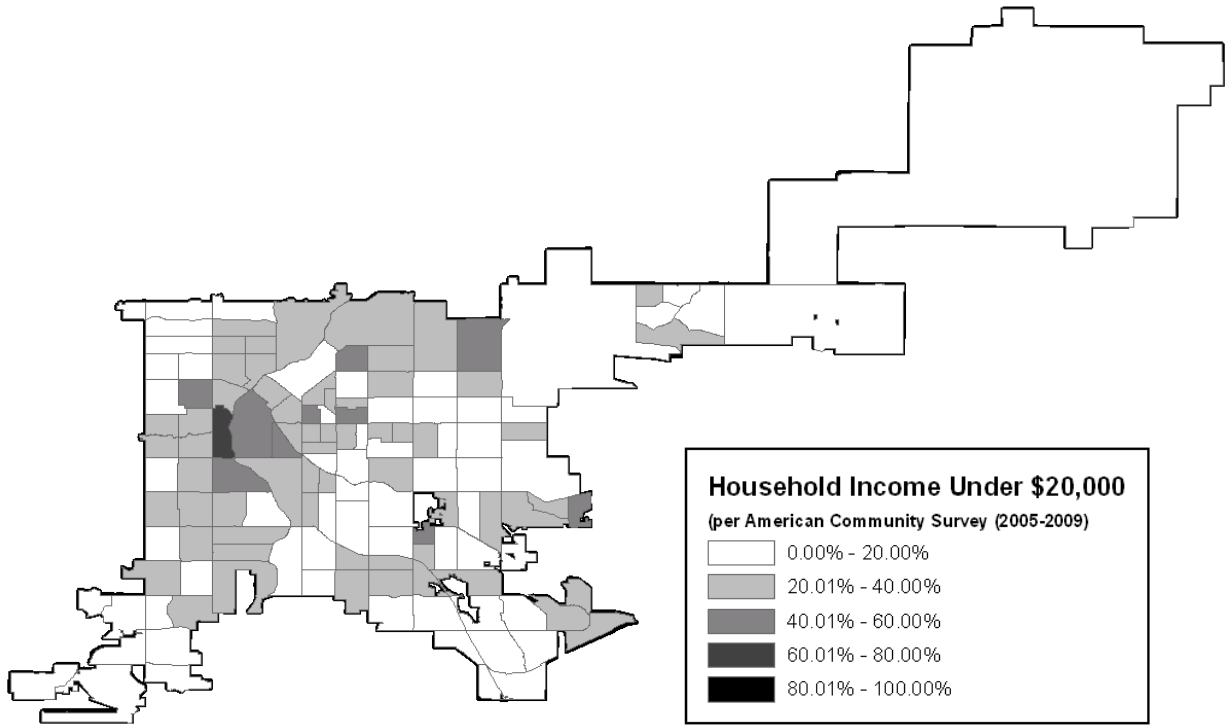 Household Income Under $20,000
(per American Community Survey (2005-2009)
0.00% - 20.00%
20.01% - 40.00%
40.01% - 60.00%
60.01% - 80.00%
80.01% - 100.00%